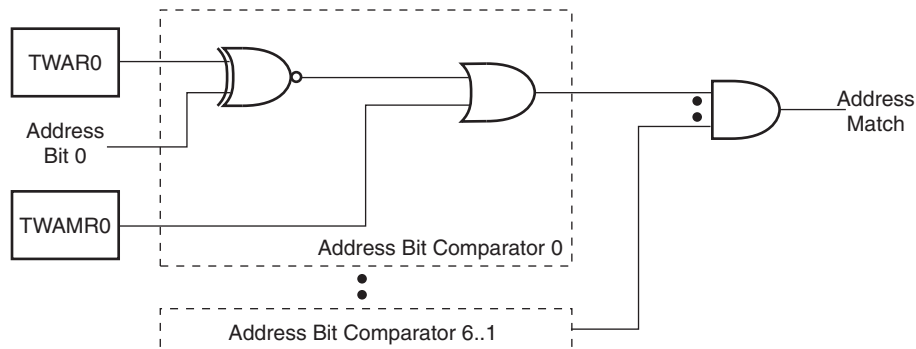 TWAR0
Address
Bit 0
TWAMR0
Address Bit Comparator 0
Address Bit Comparator 6..1
Address
Match